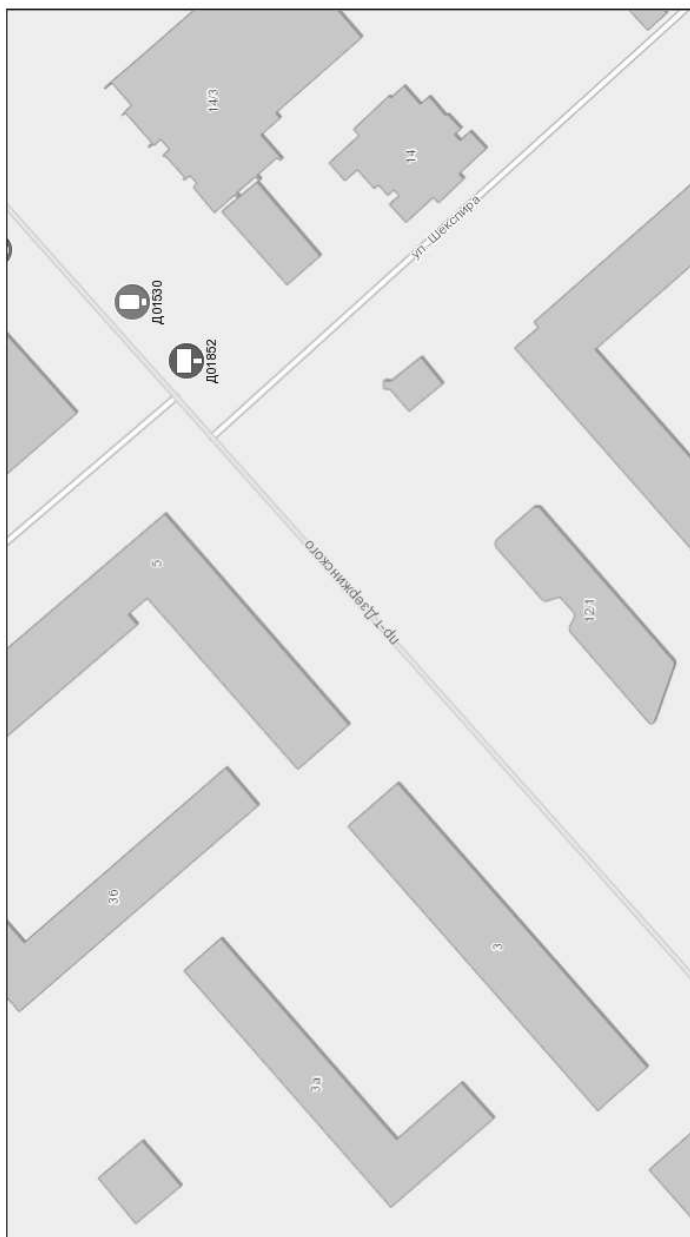 14/3
14
ул. Шекспира
Д01530
Д01852
5
пр-т Дзержинского
12/1
3б
3
3а